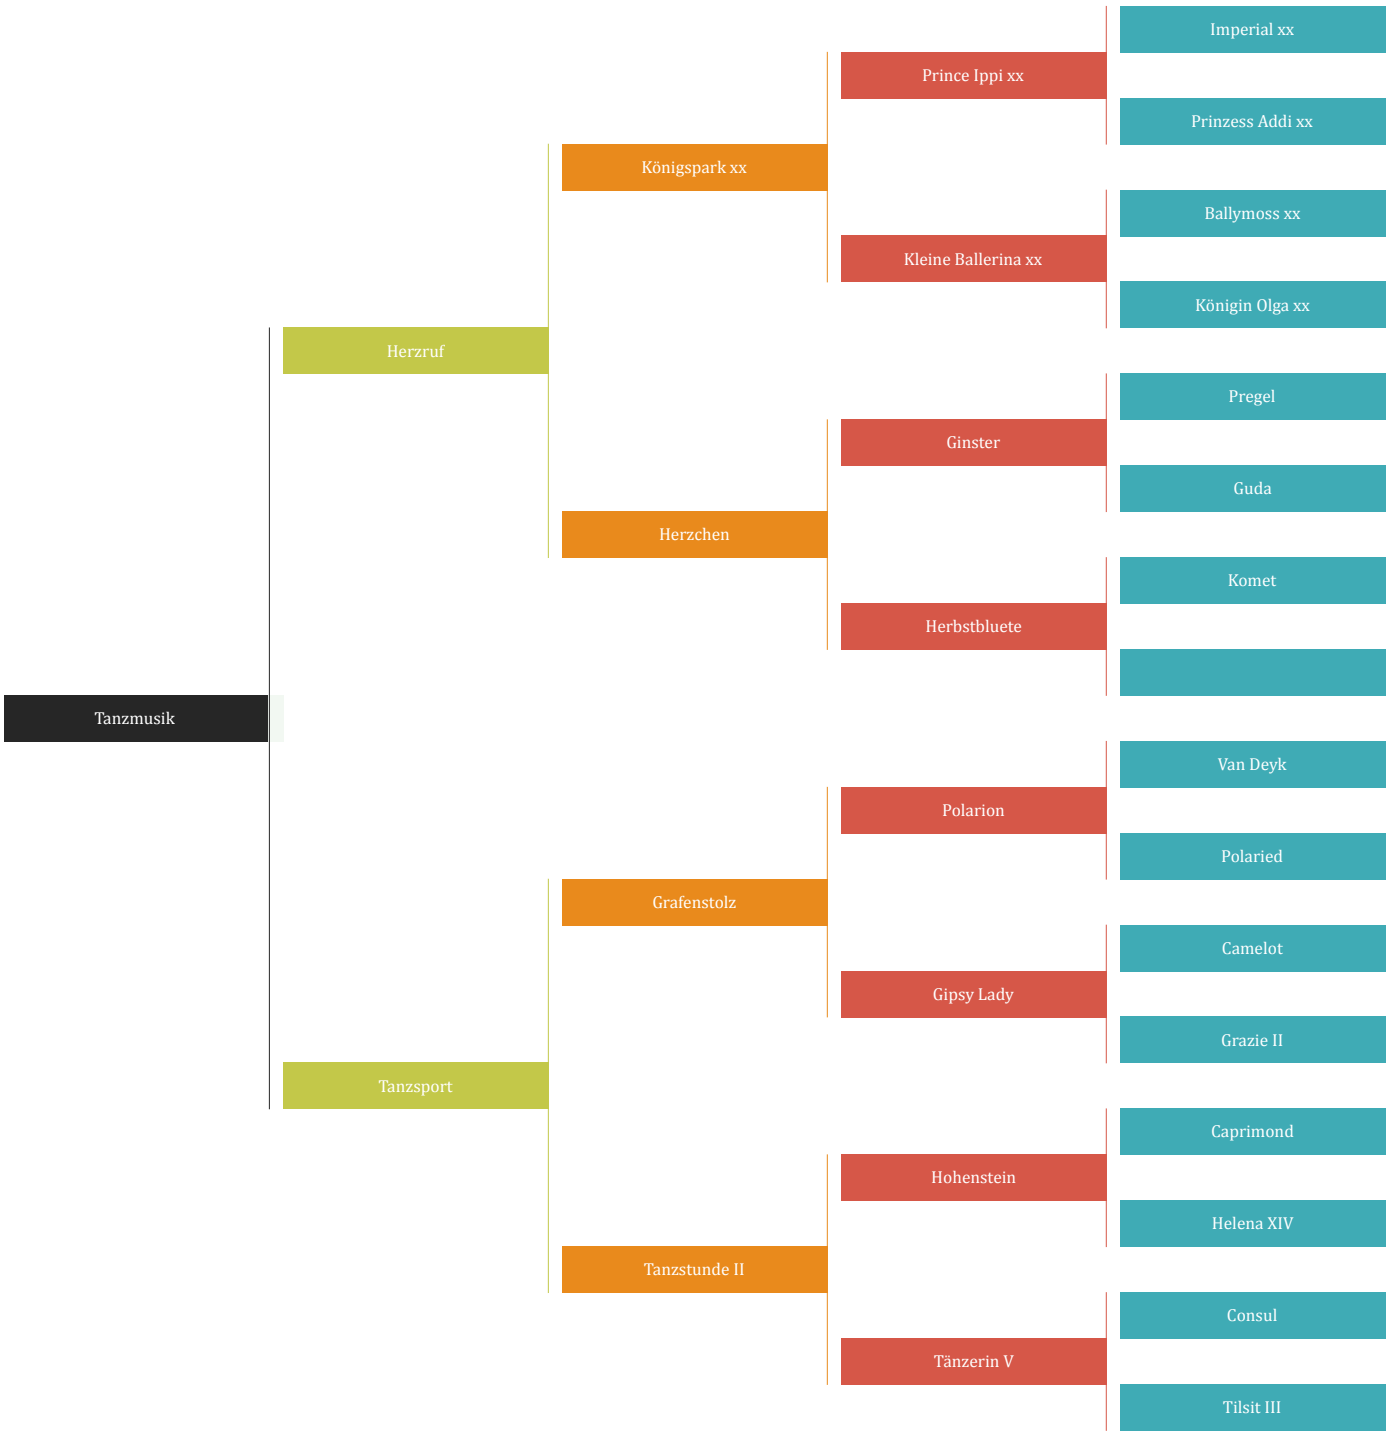 Imperial xx
Prince Ippi xx
Prinzess Addi xx
Königspark xx
Ballymoss xx
Kleine Ballerina xx
Königin Olga xx
Herzruf
Pregel
Ginster
Guda
Herzchen
Komet
Herbstbluete
Tanzmusik
Van Deyk
Polarion
Polaried
Grafenstolz
Camelot
Gipsy Lady
Grazie II
Tanzsport
Caprimond
Hohenstein
Helena XIV
Tanzstunde II
Consul
Tänzerin V
Tilsit III